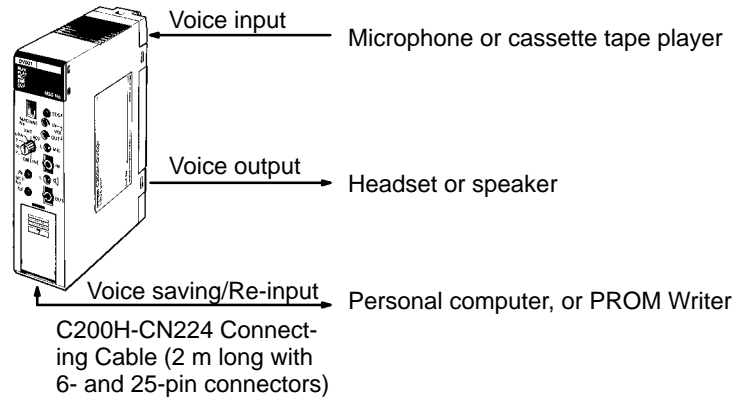 Voice input
Microphone or cassette tape player
Voice output
Headset or speaker
Voice saving/Re-input
Personal computer, or PROM Writer
C200H-CN224 Connect-
ing Cable (2 m long with
6- and 25-pin connectors)
OUT